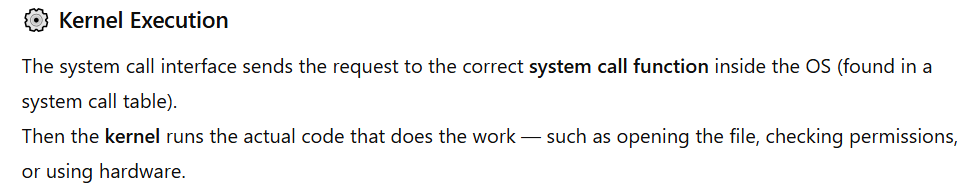 Kernel Execution
The system call interface sends the request to the correct system call function inside the OS (found in a
system call table).
Then the kernel runs the actual code that does the work — such as opening the file, checking permissions,
or using hardware.